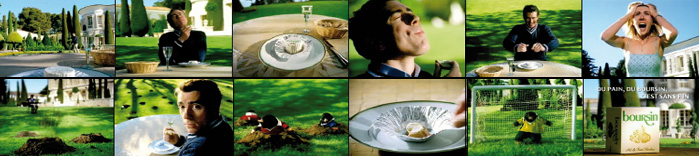 DU PAIN, DU BOURSIN,
C'EST SANS FIN
boursin